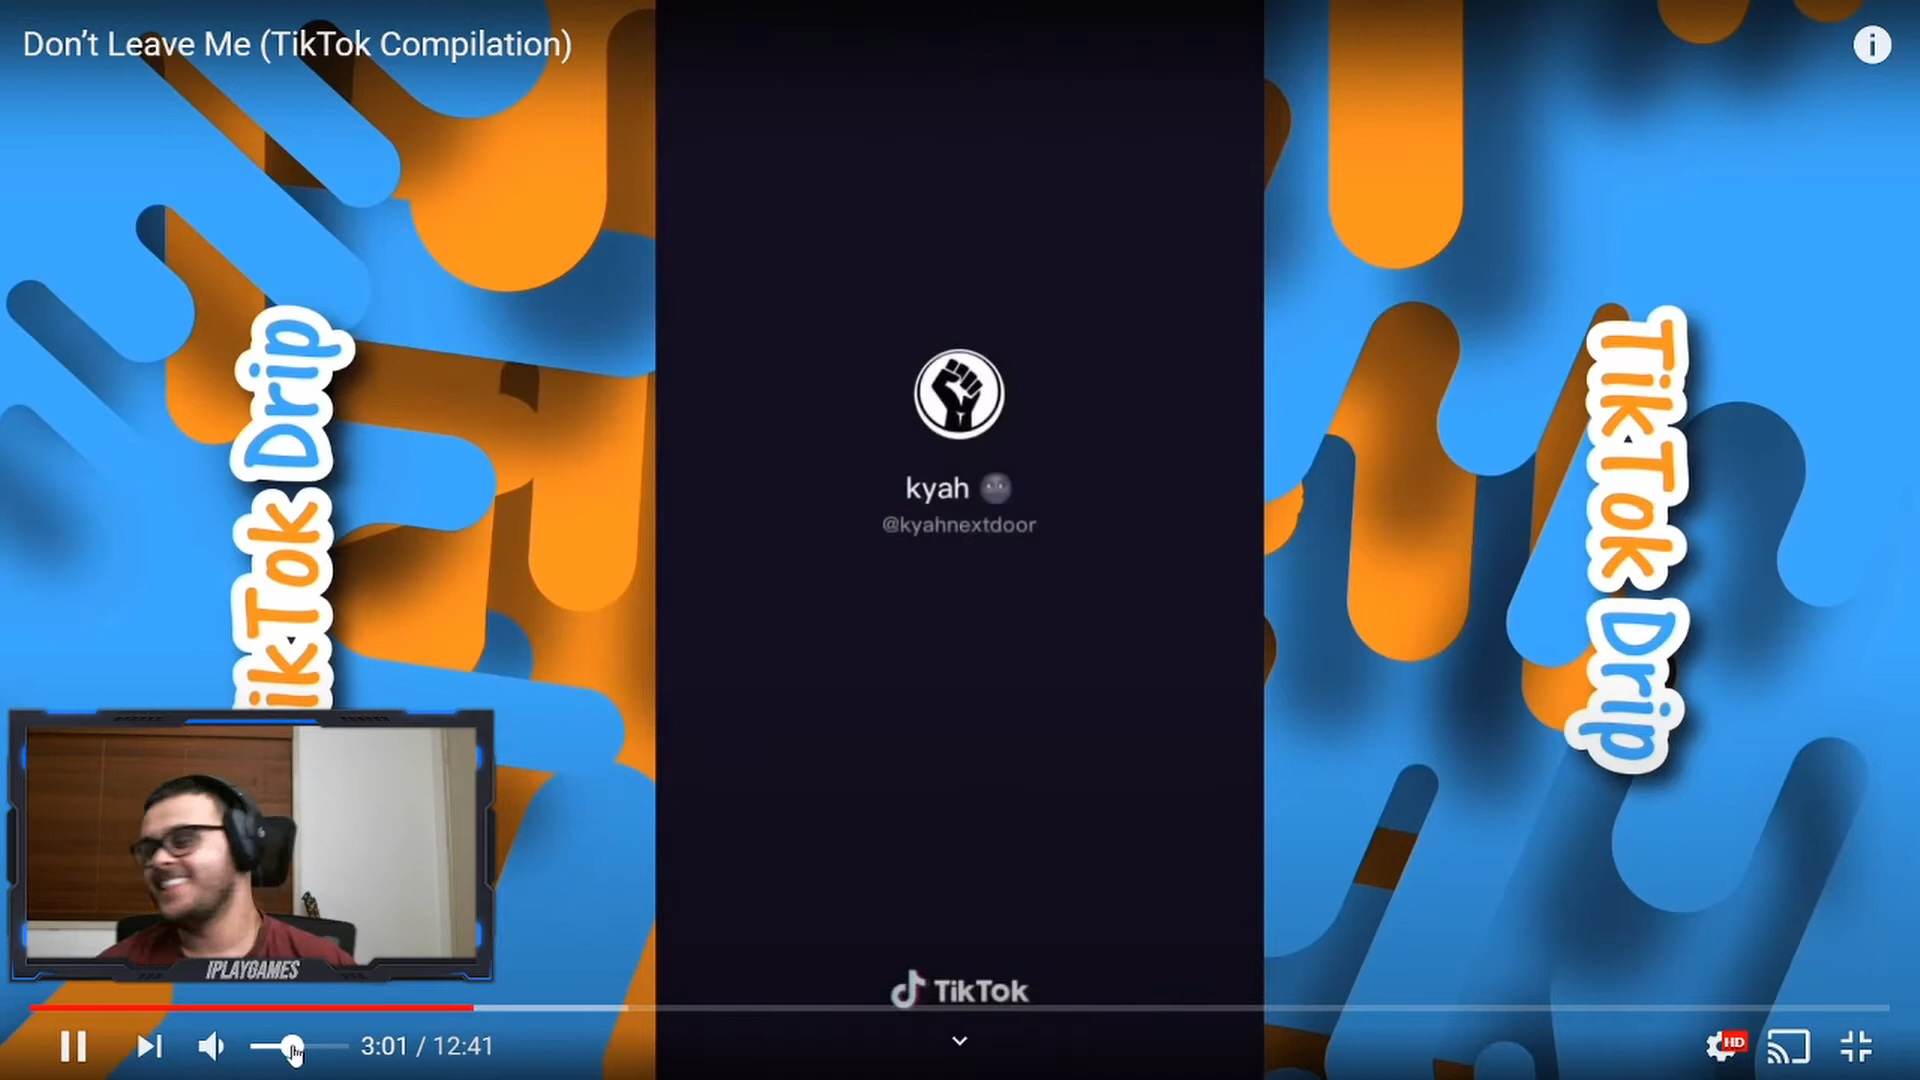 Don’t Leave Me (TikTok Compilation)
TikTok Drip
ikTok Drip
kyah
@kyahnextdoor
TikTok
IPLAYGAMES
3:01 / 12:41
HD